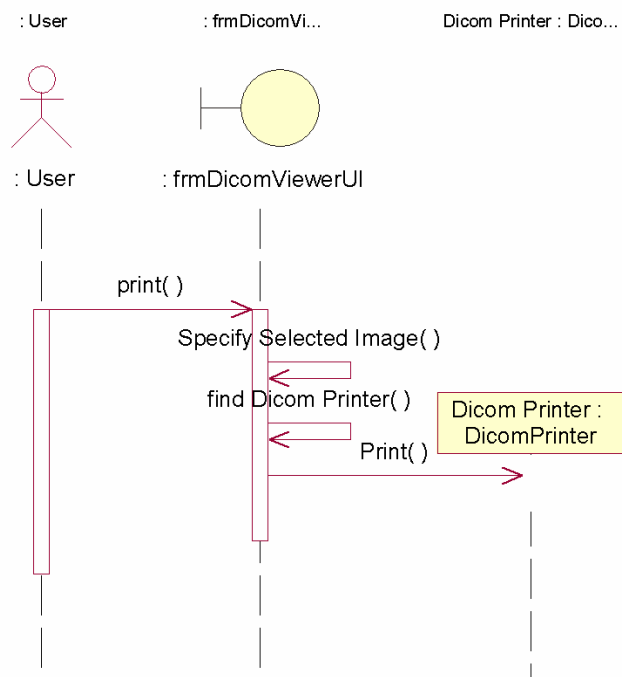 : User
: frmDicomVi...
Dicom Printer : Dico...
: User
: frmDicomViewerUI
print( )
Specify Selected Image( )
find Dicom Printer( )
Dicom Printer :
DicomPrinter
Print( )